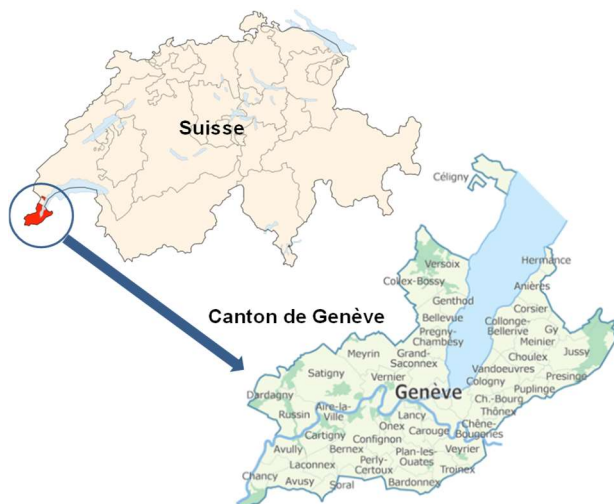 Suisse
Canton de Genève
Céligny
Versoix
Collex-Bossy
Hermance
Genthod
Anières
Bellevue
Corsier
Pregny-
Chambésy
Collonge-
Bellerive
Gy
Meinier
Meyrin
Grand-
Saconnex
Choulex
Jussy
Satigny
Vernier
Vandoeuvres
Cologny
Presinge
Dardagny
Genève
Puplinge
Russin
Aire-la-
Ville
Lancy
Ch.-Bourg
Thônex
Onex
Carouge
Chêne-
Bougeries
Cartigny
Confignon
Avully
Bernex
Plan-les-
Ouates
Veyrier
Laconnex
Perly-
Certoux
Troinex
Chancy
Avusy
Soral
Bardonnex